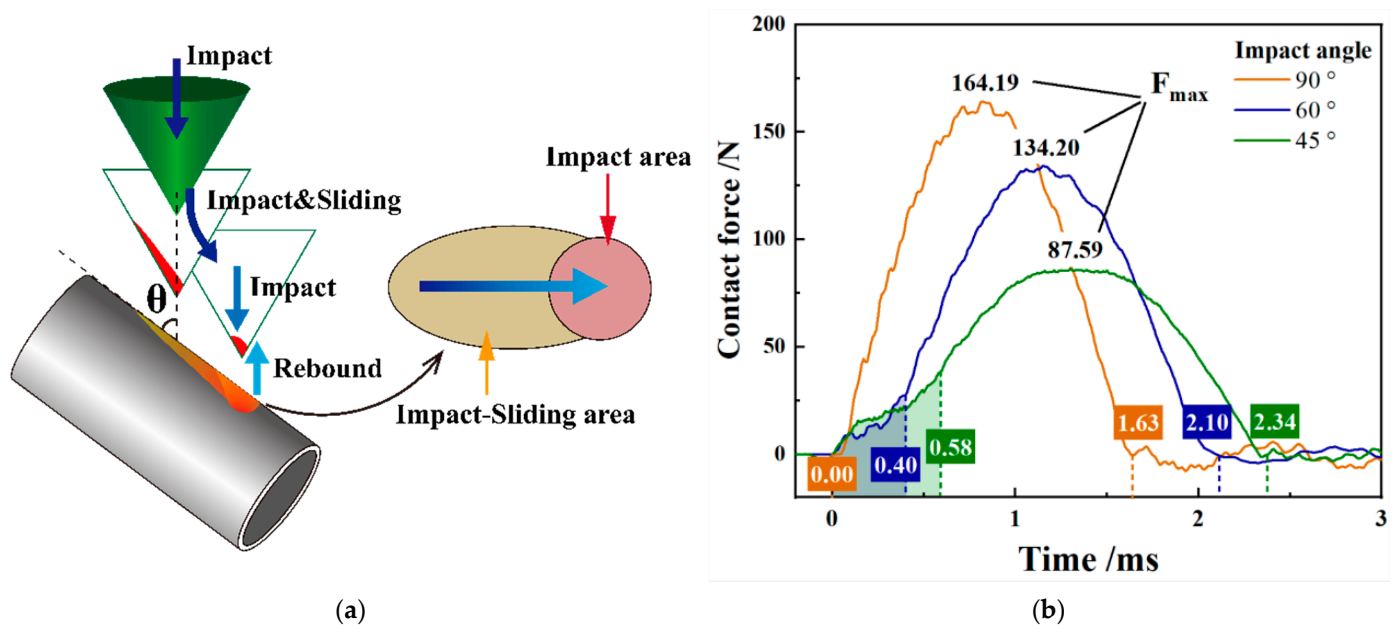 Impact
Impact&Sliding
θ
Impact
Rebound
Impact area
Impact-Sliding area
(a)
Contact force /N
200
150
100
50
0
164.19
134.20
87.59
Fmax
Impact angle
90 °
60 °
45 °
0.00
0.40
0.58
1.63
2.10
2.34
0
1
2
3
Time /ms
(b)